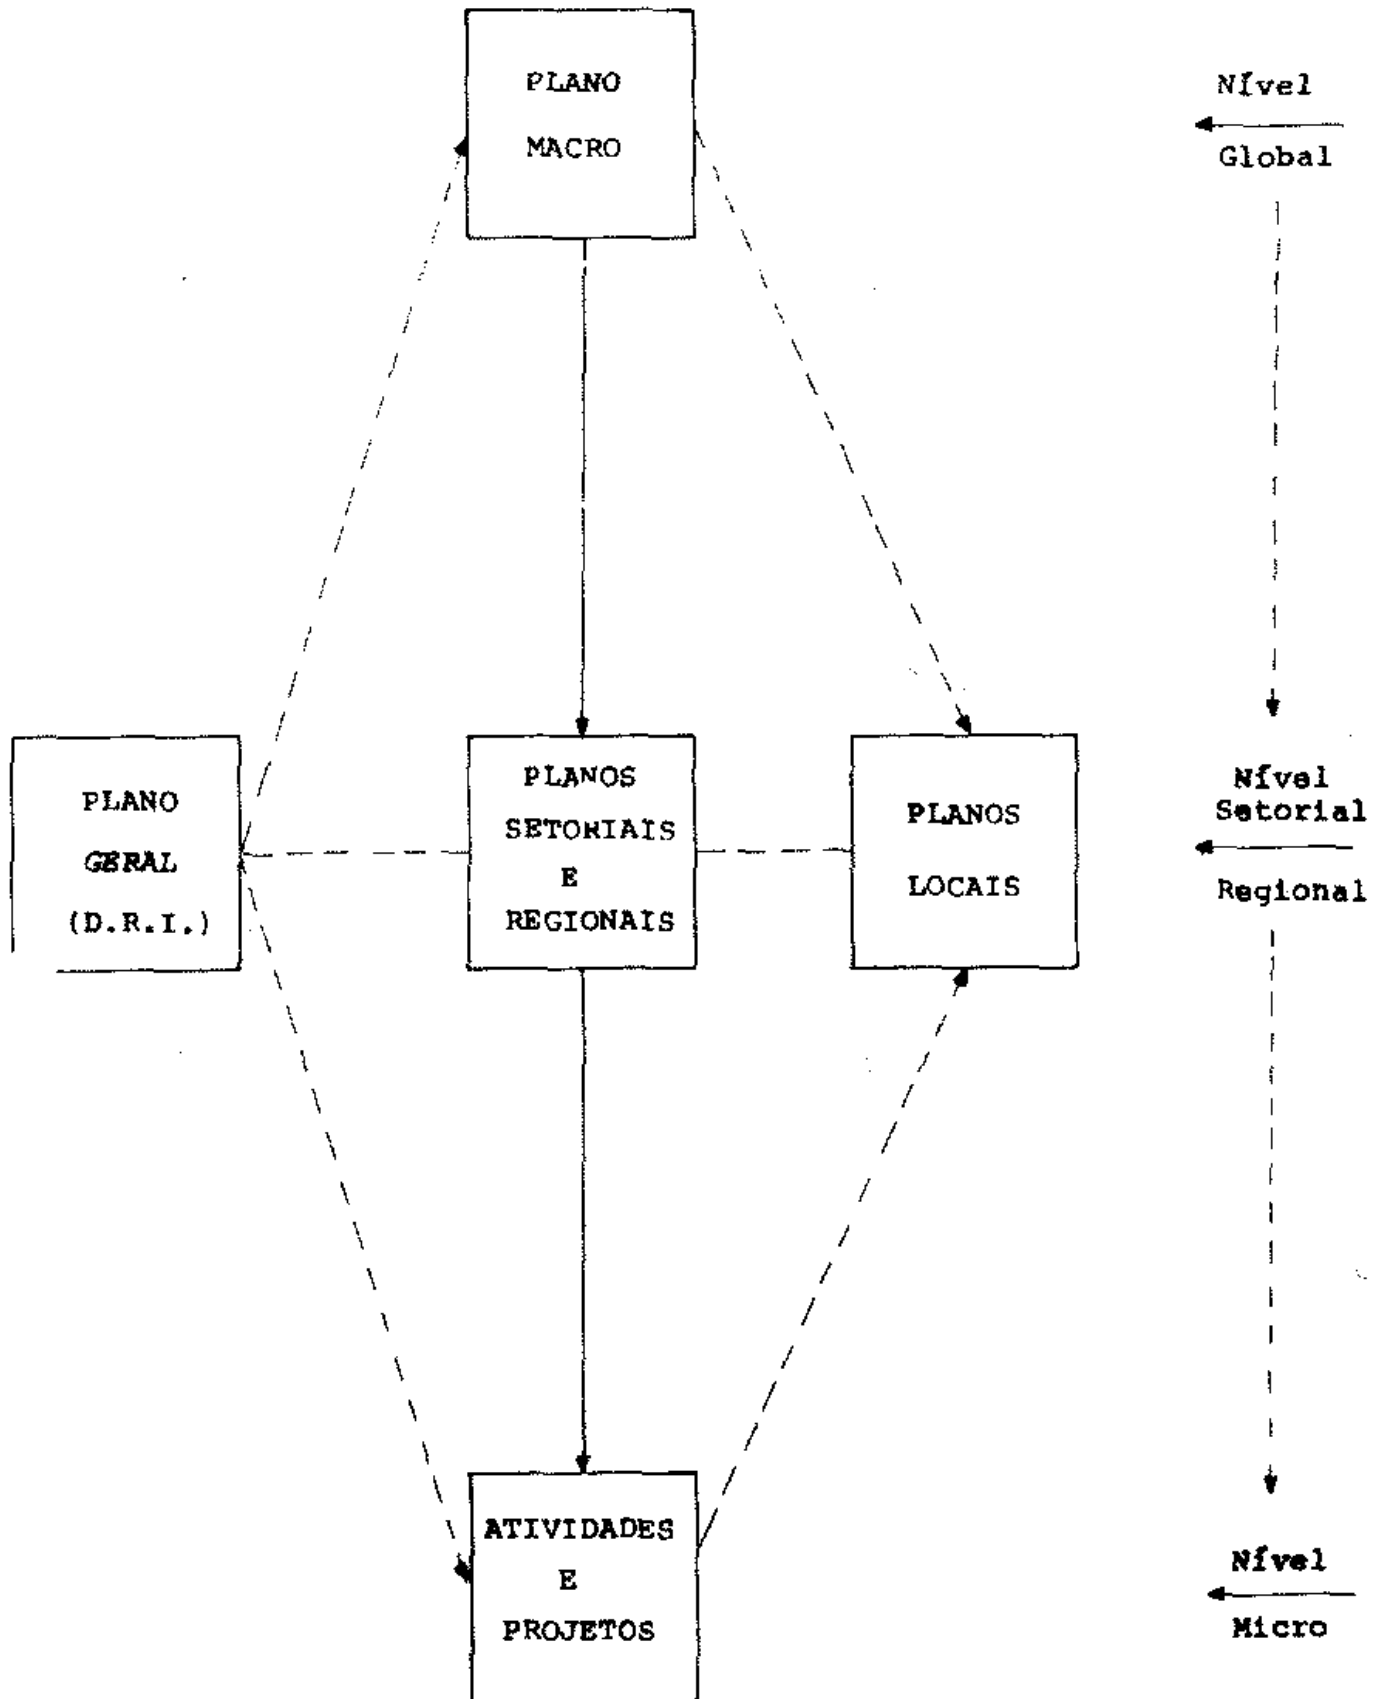 PLANO
MACRO
Nível
Global
PLANO
GERAL
(D.R.I.)
PLANOS
SETORIAIS
E
REGIONAIS
PLANOS
LOCAIS
Nível
Setorial
Regional
ATIVIDADES
E
PROJETOS
Nível
Micro